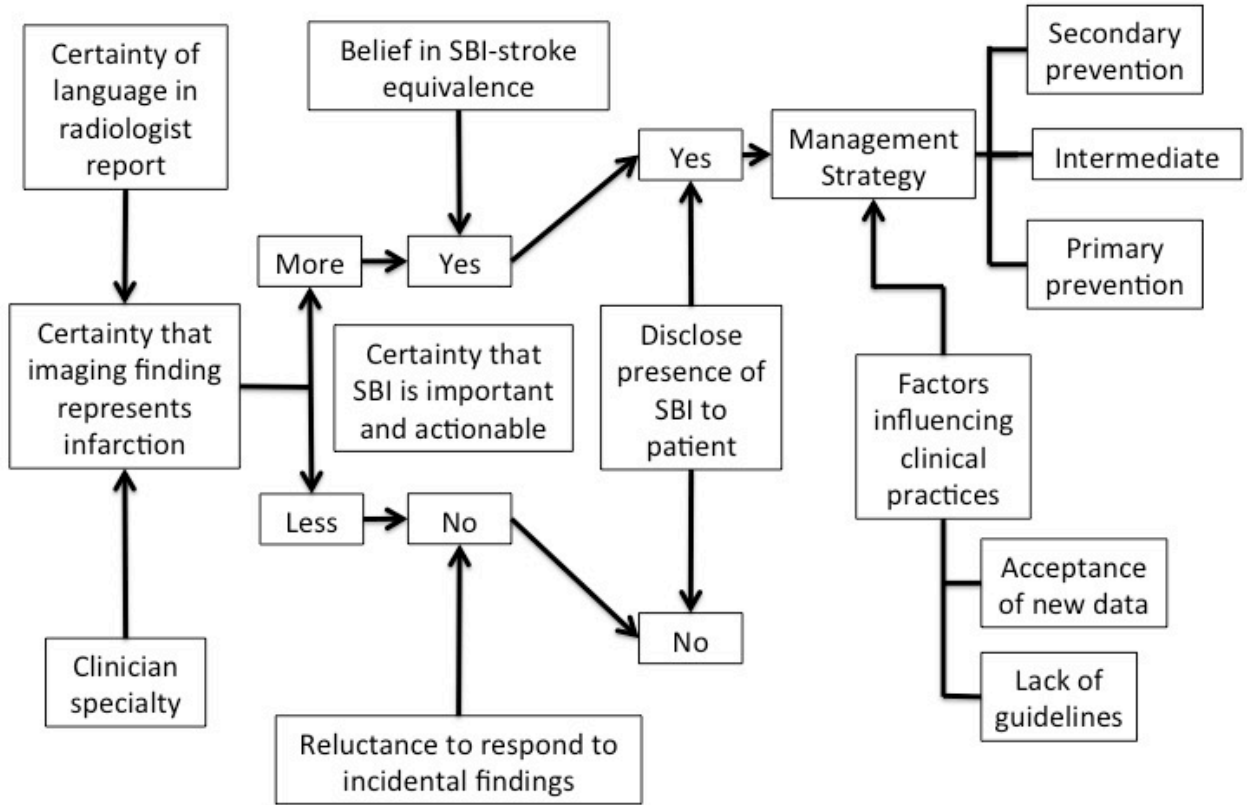 Certainty of
language in
radiologist
report
Belief in SBI-stroke
equivalence
Secondary
prevention
Yes
Management
Strategy
Intermediate
More
Yes
Primary
prevention
Certainty that
imaging finding
represents
infarction
Certainty that
SBI is important
and actionable
Disclose
presence of
SBI to
patient
Factors
influencing
clinical
practices
Less
No
Acceptance
of new data
No
Clinician
specialty
Lack of
guidelines
Reluctance to respond to
incidental findings